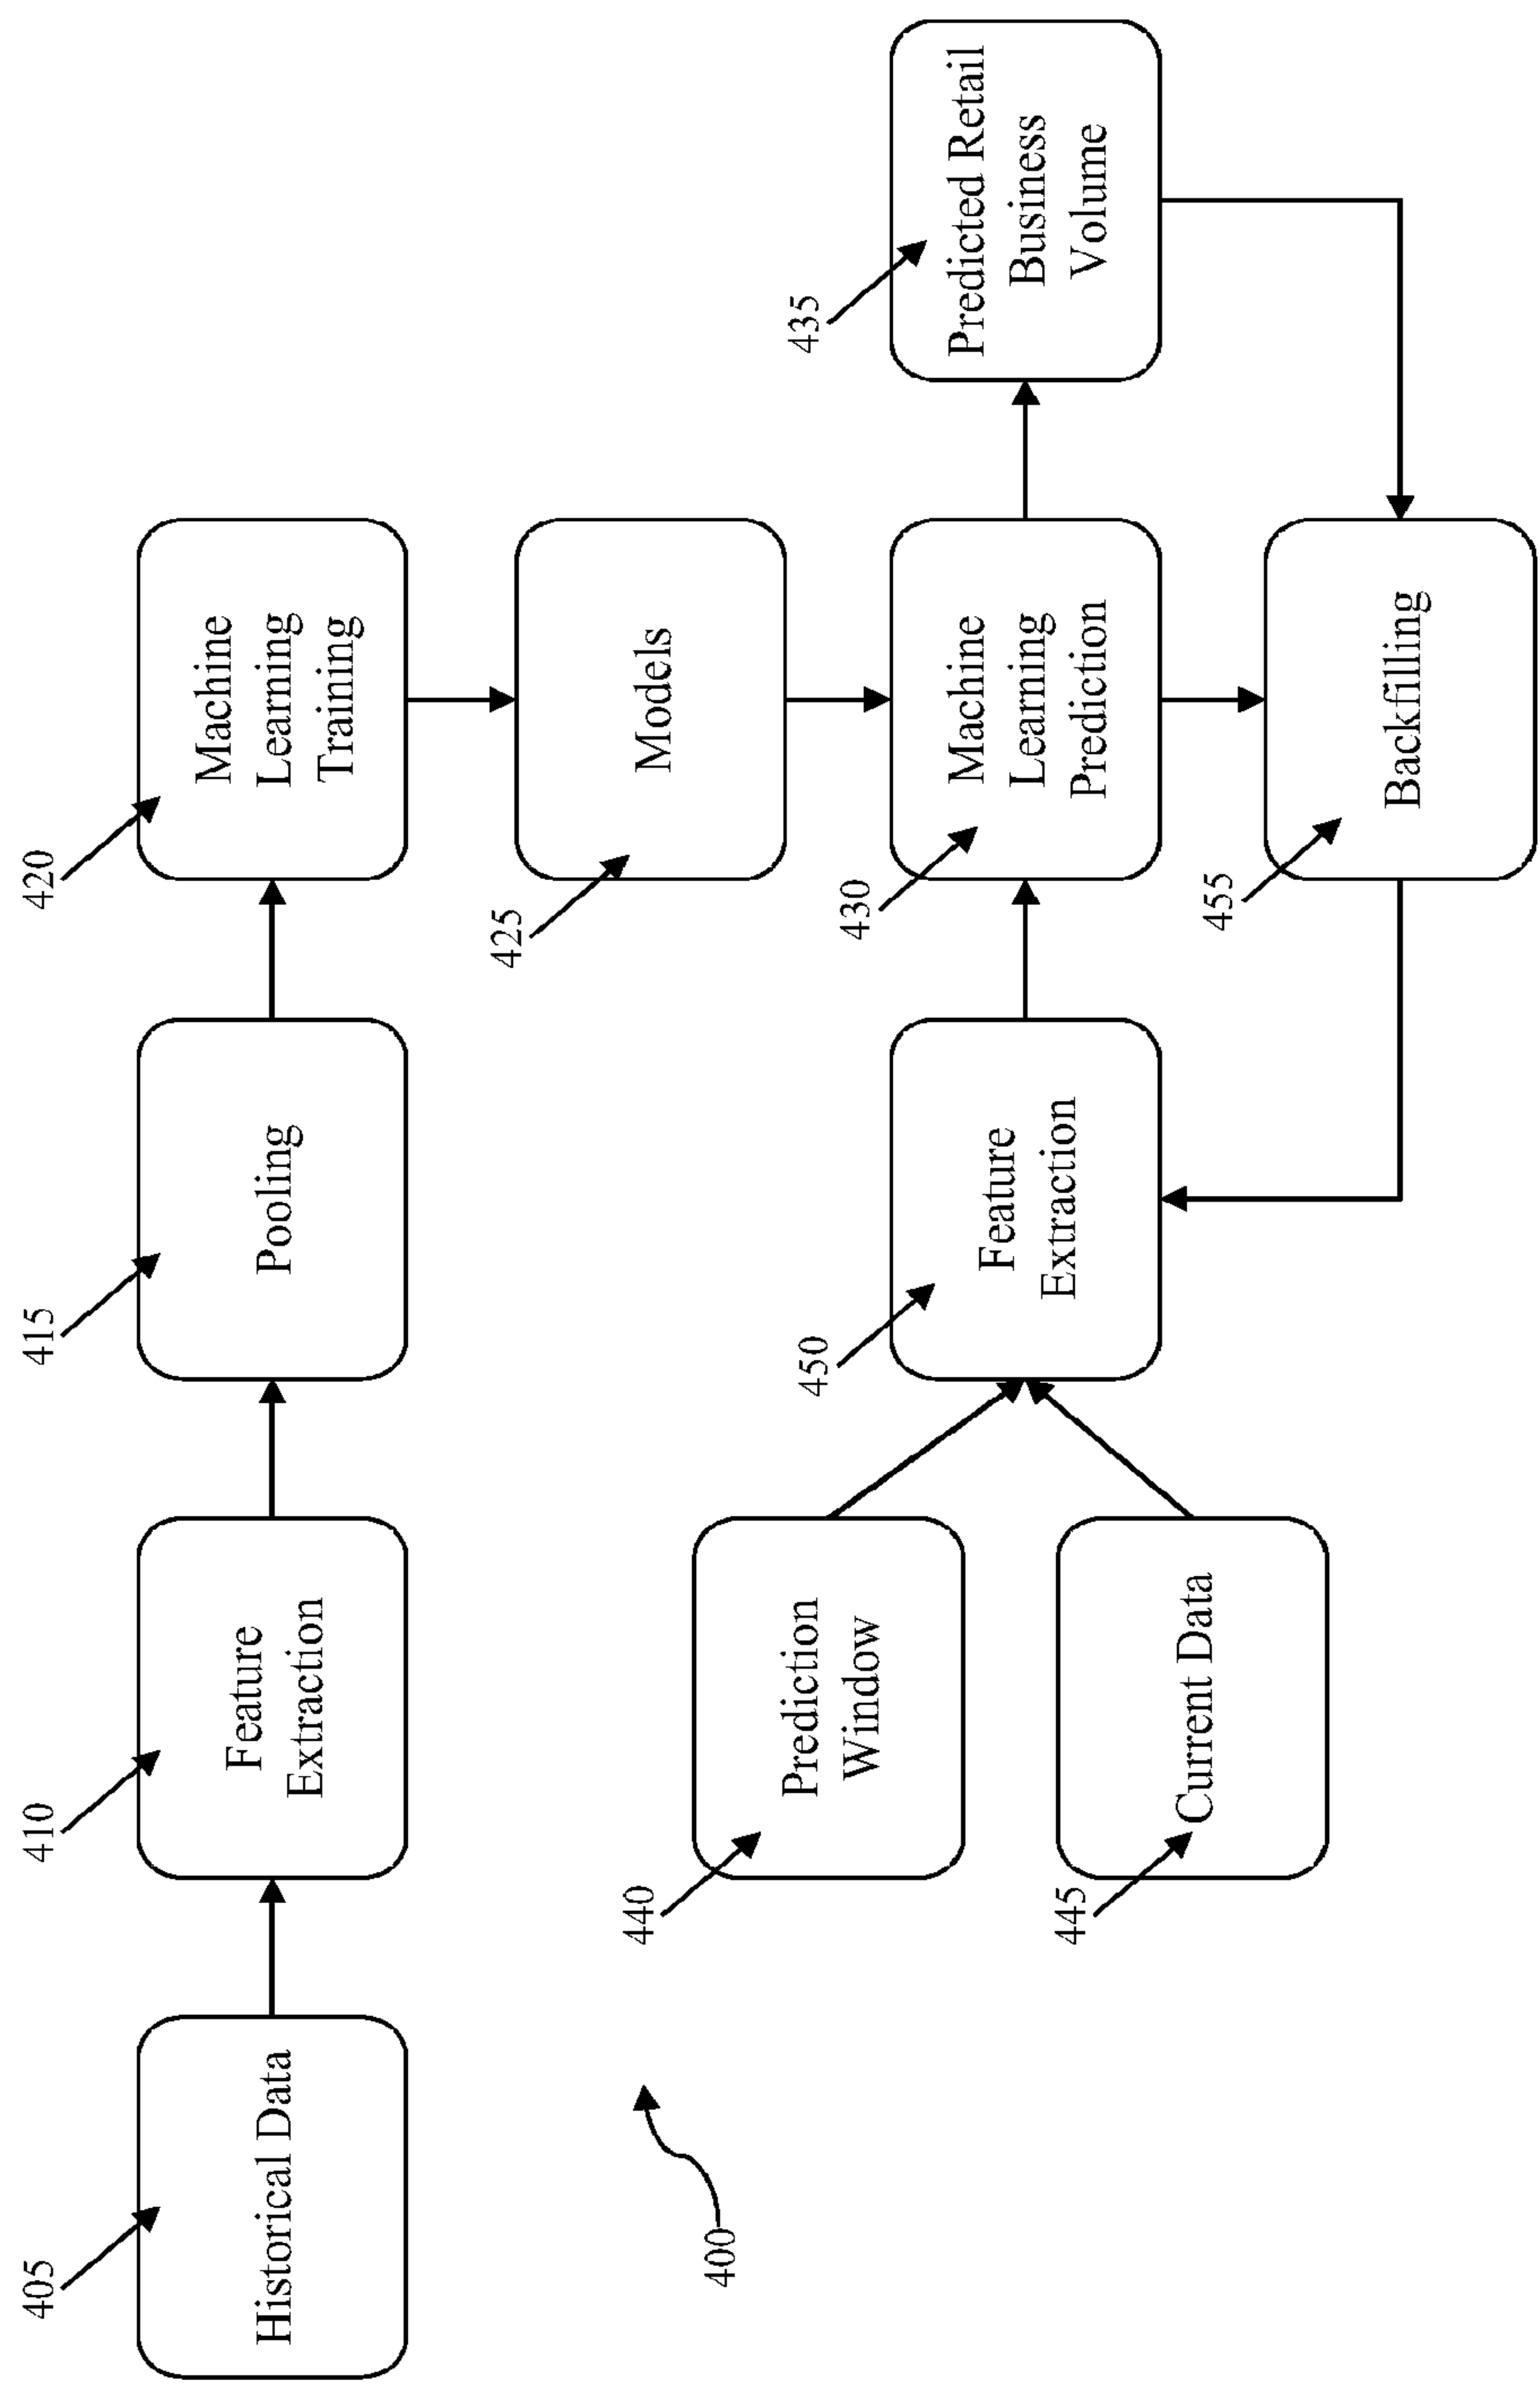 405
Historical Data
410
Feature
Extraction
415
Pooling
420
Machine
Learning
Training
425
Models
400
440
Prediction
Window
445
Current Data
450
Feature
Extraction
430
Machine
Learning
Prediction
435
Predicted Retail
Business
Volume
455
Backfilling